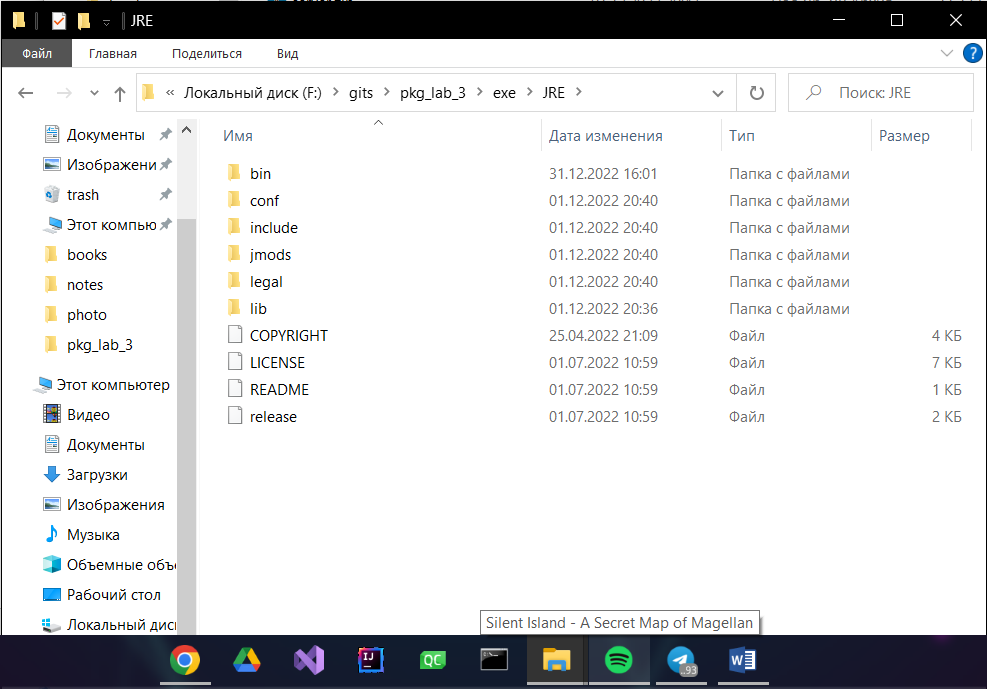 JRE
Файл Главная Поделиться Вид ?
« Локальный диск (F:) > gits > pkg_lab_3 > exe > JRE > Поиск: JRE
Документы
Изображени
trash
Этот компью
books
notes
photo
pkg_lab_3
Этот компьютер
Видео
Документы
Загрузки
Изображения
Музыка
Объемные объ
Рабочий стол
Локальный диск
Имя Дата изменения Тип Размер
bin 31.12.2022 16:01 Папка с файлами
conf 01.12.2022 20:40 Папка с файлами
include 01.12.2022 20:40 Папка с файлами
jmods 01.12.2022 20:40 Папка с файлами
legal 01.12.2022 20:40 Папка с файлами
lib 01.12.2022 20:36 Папка с файлами
COPYRIGHT 25.04.2022 21:09 Файл 4 КБ
LICENSE 01.07.2022 10:59 Файл 7 КБ
README 01.07.2022 10:59 Файл 1 КБ
release 01.07.2022 10:59 Файл 2 КБ
Silent Island - A Secret Map of Magellan
IJ QC .93 W